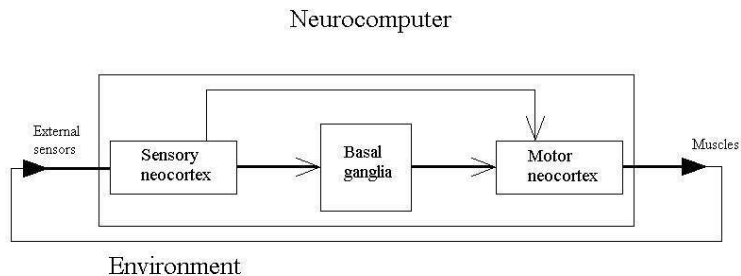 Neurocomputer
External
sensors
Sensory
neocortex
Basal
ganglia
Motor
neocortex
Muscles
Environment